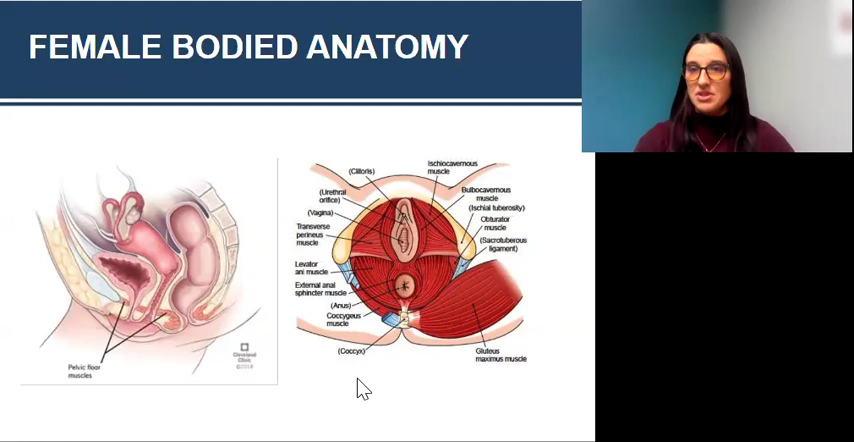 FEMALE BODIED ANATOMY
Pelvic floor
muscles
Cleveland
Clinic
©2018
(Clitoris)
(Urethral
orifice)
(Vagina)
Transverse
perineus
muscle
Levator
ani muscle
External anal
sphincter muscle
(Anus)
Coccygeus
muscle
(Coccyx)
Ischiocavernous
muscle
Bulbocavernous
muscle
(Ischial tuberosity)
Obturator
muscle
(Sacrotuberous
ligament)
Gluteus
maximus muscle